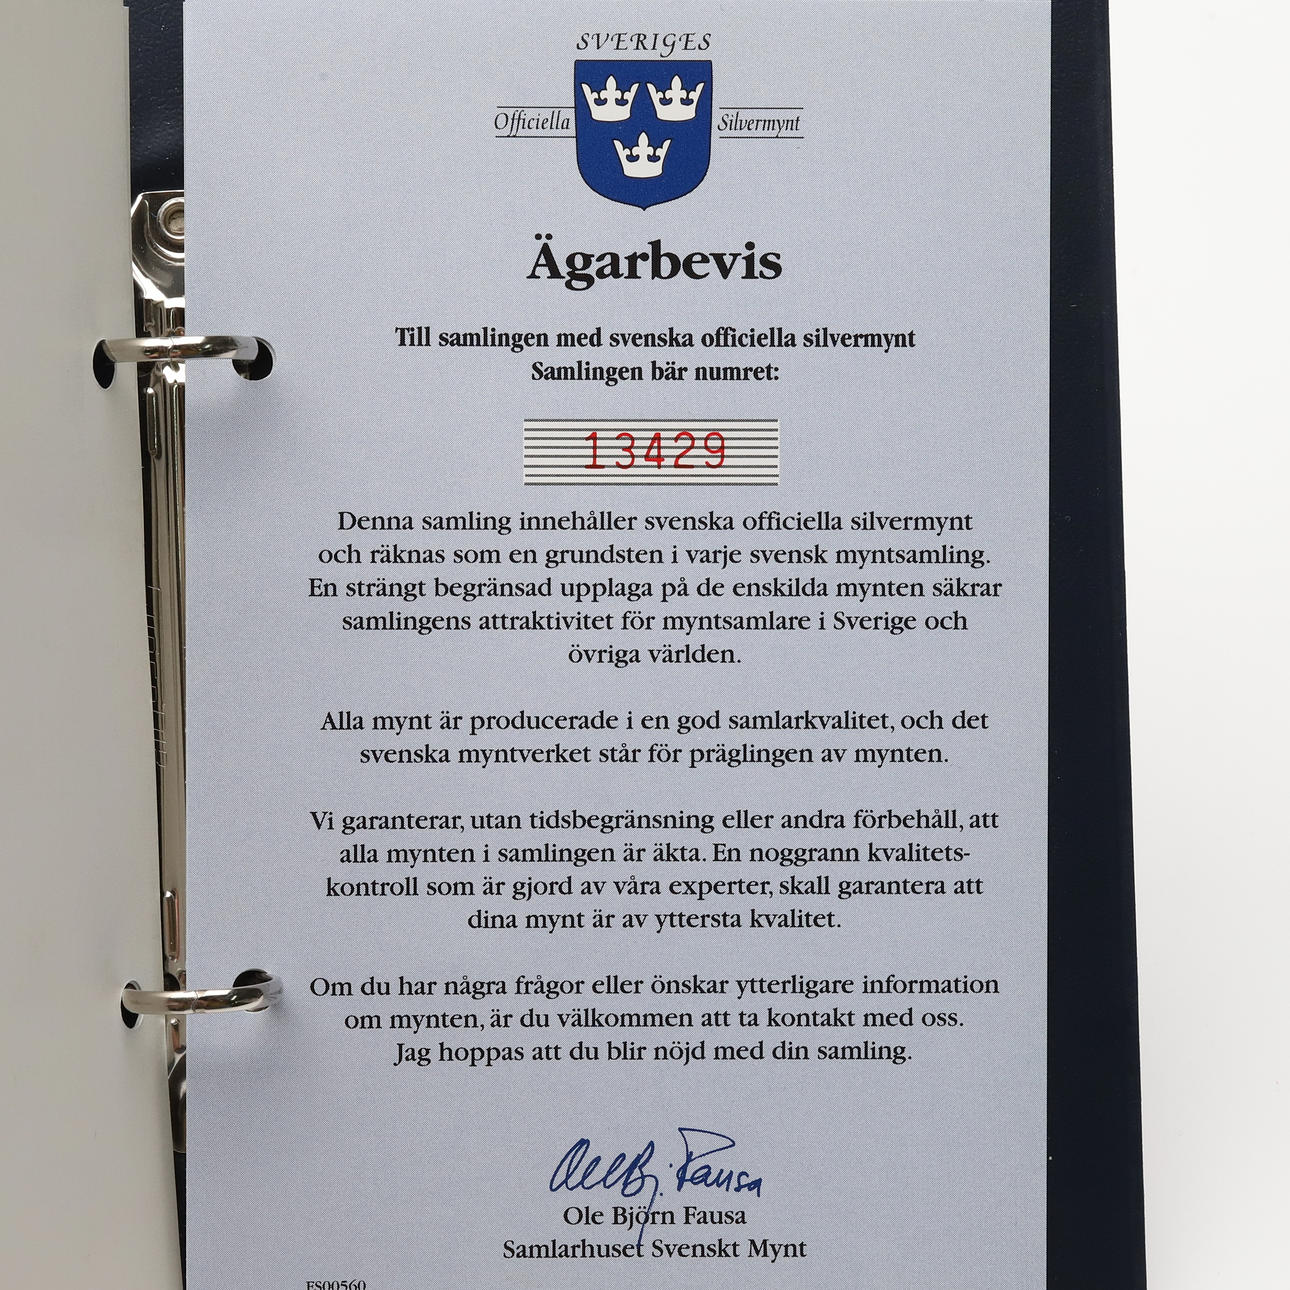 SVERIGES
Officiella Silvermynt
Ägarbevis
Till samlingen med svenska officiella silvermynt
Samlingen bär numret:
13429
Denna samling innehåller svenska officiella silvermynt
och räknas som en grundsten i varje svensk myntsamling.
En strängt begränsad upplaga på de enskilda mynten säkrar
samlingens attraktivitet för myntsamlare i Sverige och
övriga världen.
Alla mynt är producerade i en god samlarkvalitet, och det
svenska myntverket står för präglingen av mynten.
Vi garanterar, utan tidsbegränsning eller andra förbehåll, att
alla mynten i samlingen är äkta. En noggrann kvalitets-
kontroll som är gjord av våra experter, skall garantera att
dina mynt är av yttersta kvalitet.
Om du har några frågor eller önskar ytterligare information
om mynten, är du välkommen att ta kontakt med oss.
Jag hoppas att du blir nöjd med din samling.
Ole Bj. Fausa
Ole Björn Fausa
Samlarhuset Svenskt Mynt
FS00560